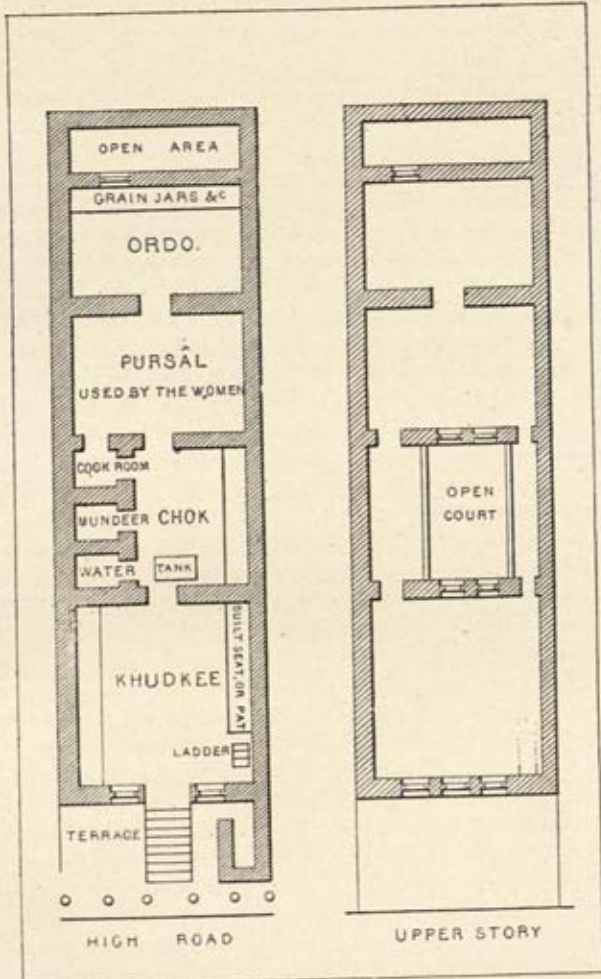 OPEN AREA
GRAIN JARS &c
ORDO.
PURSÂL
USED BY THE WOMEN
COOK ROOM
MUNDEER
CHOK
WATER
TANK
KHUDKEE
BUILT SEAT, OR PAT
LADDER
TERRACE
HIGH ROAD
OPEN
COURT
UPPER STORY